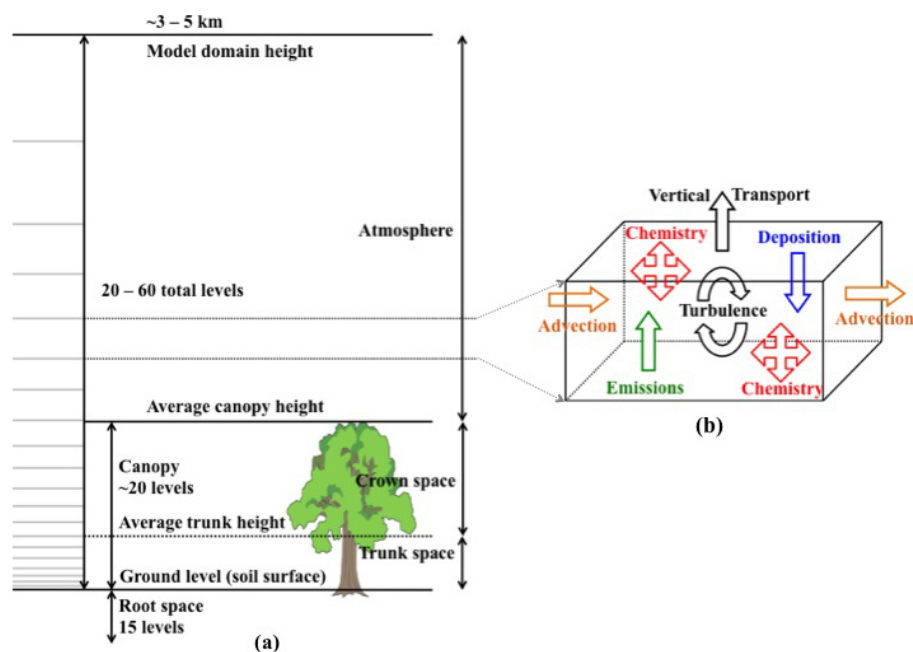 ~3 – 5 km
Model domain height
Atmosphere
20 – 60 total levels
Average canopy height
Canopy
~20 levels
Crown space
Average trunk height
Trunk space
Ground level (soil surface)
Root space
15 levels
(a)
Vertical Transport
Chemistry
Deposition
Advection
Turbulence
Advection
Emissions
Chemistry
(b)